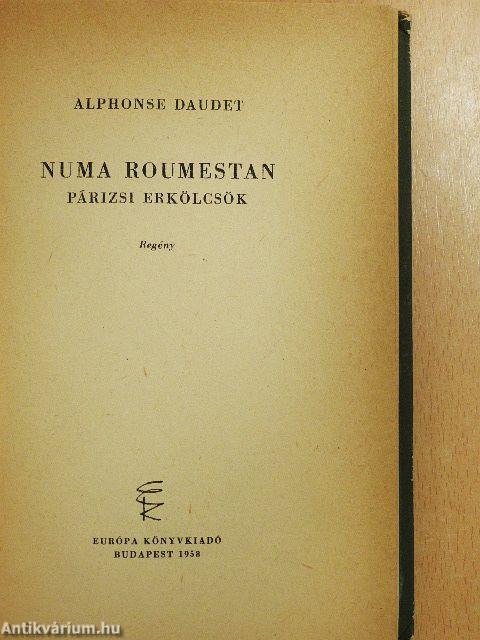 ALPHONSE DAUDET
NUMA ROUMESTAN
PÁRIZSI ERKÖLCSÖK
Regény
EURÓPA KÖNYVKIADÓ
BUDAPEST 1958
Antikvárium.hu